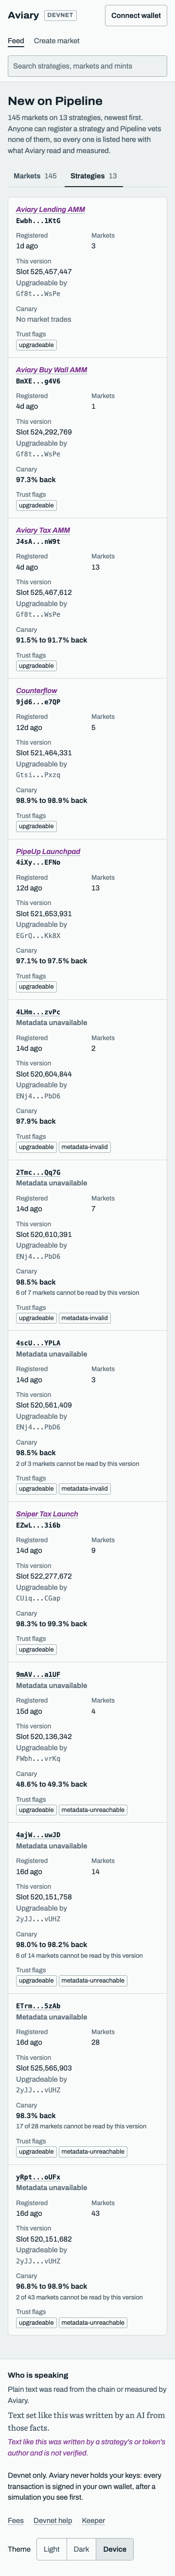 Aviary DEVNET Connect wallet
Feed Create market
Search strategies, markets and mints
New on Pipeline
145 markets on 13 strategies, newest first.
Anyone can register a strategy and Pipeline vets
none of them, so every one is listed here with
what Aviary read and measured.
Markets 145 Strategies 13
Aviary Lending AMM
Ewbh...1KtG
Registered Markets
1d ago 3
This version
Slot 525,457,447
Upgradeable by
Gf8t...WsPe
Canary
No market trades
Trust flags
upgradeable
Aviary Buy Wall AMM
BmXE...g4V6
Registered Markets
4d ago 1
This version
Slot 524,292,769
Upgradeable by
Gf8t...WsPe
Canary
97.3% back
Trust flags
upgradeable
Aviary Tax AMM
J4sA...nW9t
Registered Markets
4d ago 13
This version
Slot 525,467,612
Upgradeable by
Gf8t...WsPe
Canary
91.5% to 91.7% back
Trust flags
upgradeable
Counterflow
9jd6...e7QP
Registered Markets
12d ago 5
This version
Slot 521,464,331
Upgradeable by
Gtsi...Pxzq
Canary
98.9% to 98.9% back
Trust flags
upgradeable
PipeUp Launchpad
4iXy...EFNo
Registered Markets
12d ago 13
This version
Slot 521,653,931
Upgradeable by
EGrQ...Kk8X
Canary
97.1% to 97.5% back
Trust flags
upgradeable
4LHm...zvPc
Metadata unavailable
Registered Markets
14d ago 2
This version
Slot 520,604,844
Upgradeable by
ENj4...PbD6
Canary
97.9% back
Trust flags
upgradeable metadata-invalid
2Tmc...Qq7G
Metadata unavailable
Registered Markets
14d ago 7
This version
Slot 520,610,391
Upgradeable by
ENj4...PbD6
Canary
98.5% back
6 of 7 markets cannot be read by this version
Trust flags
upgradeable metadata-invalid
4scU...YPLA
Metadata unavailable
Registered Markets
14d ago 3
This version
Slot 520,561,409
Upgradeable by
ENj4...PbD6
Canary
98.5% back
2 of 3 markets cannot be read by this version
Trust flags
upgradeable metadata-invalid
Sniper Tax Launch
EZwL...3i6b
Registered Markets
14d ago 9
This version
Slot 522,277,672
Upgradeable by
CUiq...CGap
Canary
98.3% to 99.3% back
Trust flags
upgradeable
9mAV...a1UF
Metadata unavailable
Registered Markets
15d ago 4
This version
Slot 520,136,342
Upgradeable by
FWbh...vrKq
Canary
48.6% to 49.3% back
Trust flags
upgradeable metadata-unreachable
4ajW...uwJD
Metadata unavailable
Registered Markets
16d ago 14
This version
Slot 520,151,758
Upgradeable by
2yJJ...vUHZ
Canary
98.0% to 98.2% back
6 of 14 markets cannot be read by this version
Trust flags
upgradeable metadata-unreachable
ETrm...5zAb
Metadata unavailable
Registered Markets
16d ago 28
This version
Slot 525,565,903
Upgradeable by
2yJJ...vUHZ
Canary
98.3% back
17 of 28 markets cannot be read by this version
Trust flags
upgradeable metadata-unreachable
yRpt...oUFx
Metadata unavailable
Registered Markets
16d ago 43
This version
Slot 520,151,682
Upgradeable by
2yJJ...vUHZ
Canary
96.8% to 98.9% back
2 of 43 markets cannot be read by this version
Trust flags
upgradeable metadata-unreachable
Who is speaking
Plain text was read from the chain or measured by
Aviary.
Text set like this was written by an AI from
those facts.
Text like this was written by a strategy's or token's
author and is not verified.
Devnet only. Aviary never holds your keys: every
transaction is signed in your own wallet, after a
simulation you see first.
Fees Devnet help Keeper
Theme Light Dark Device